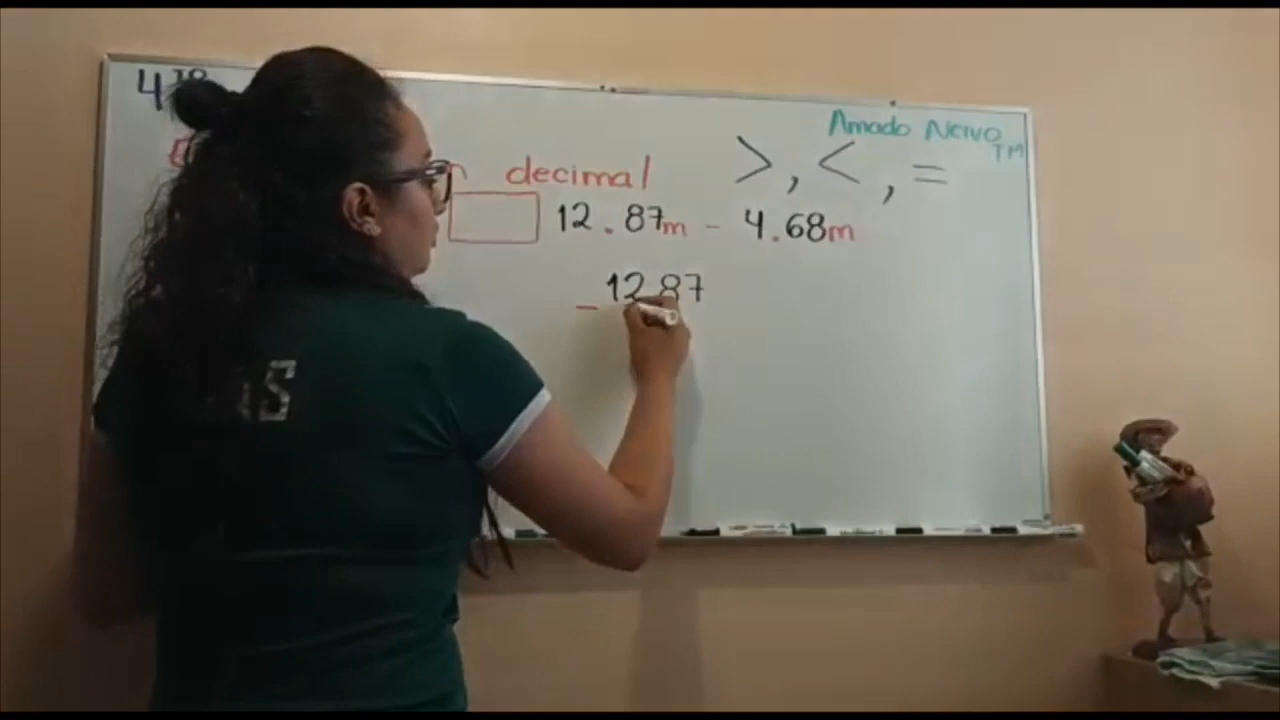 Amado Nervo
TM
decimal
>, <, =
12.87m - 4.68m
- 12.87